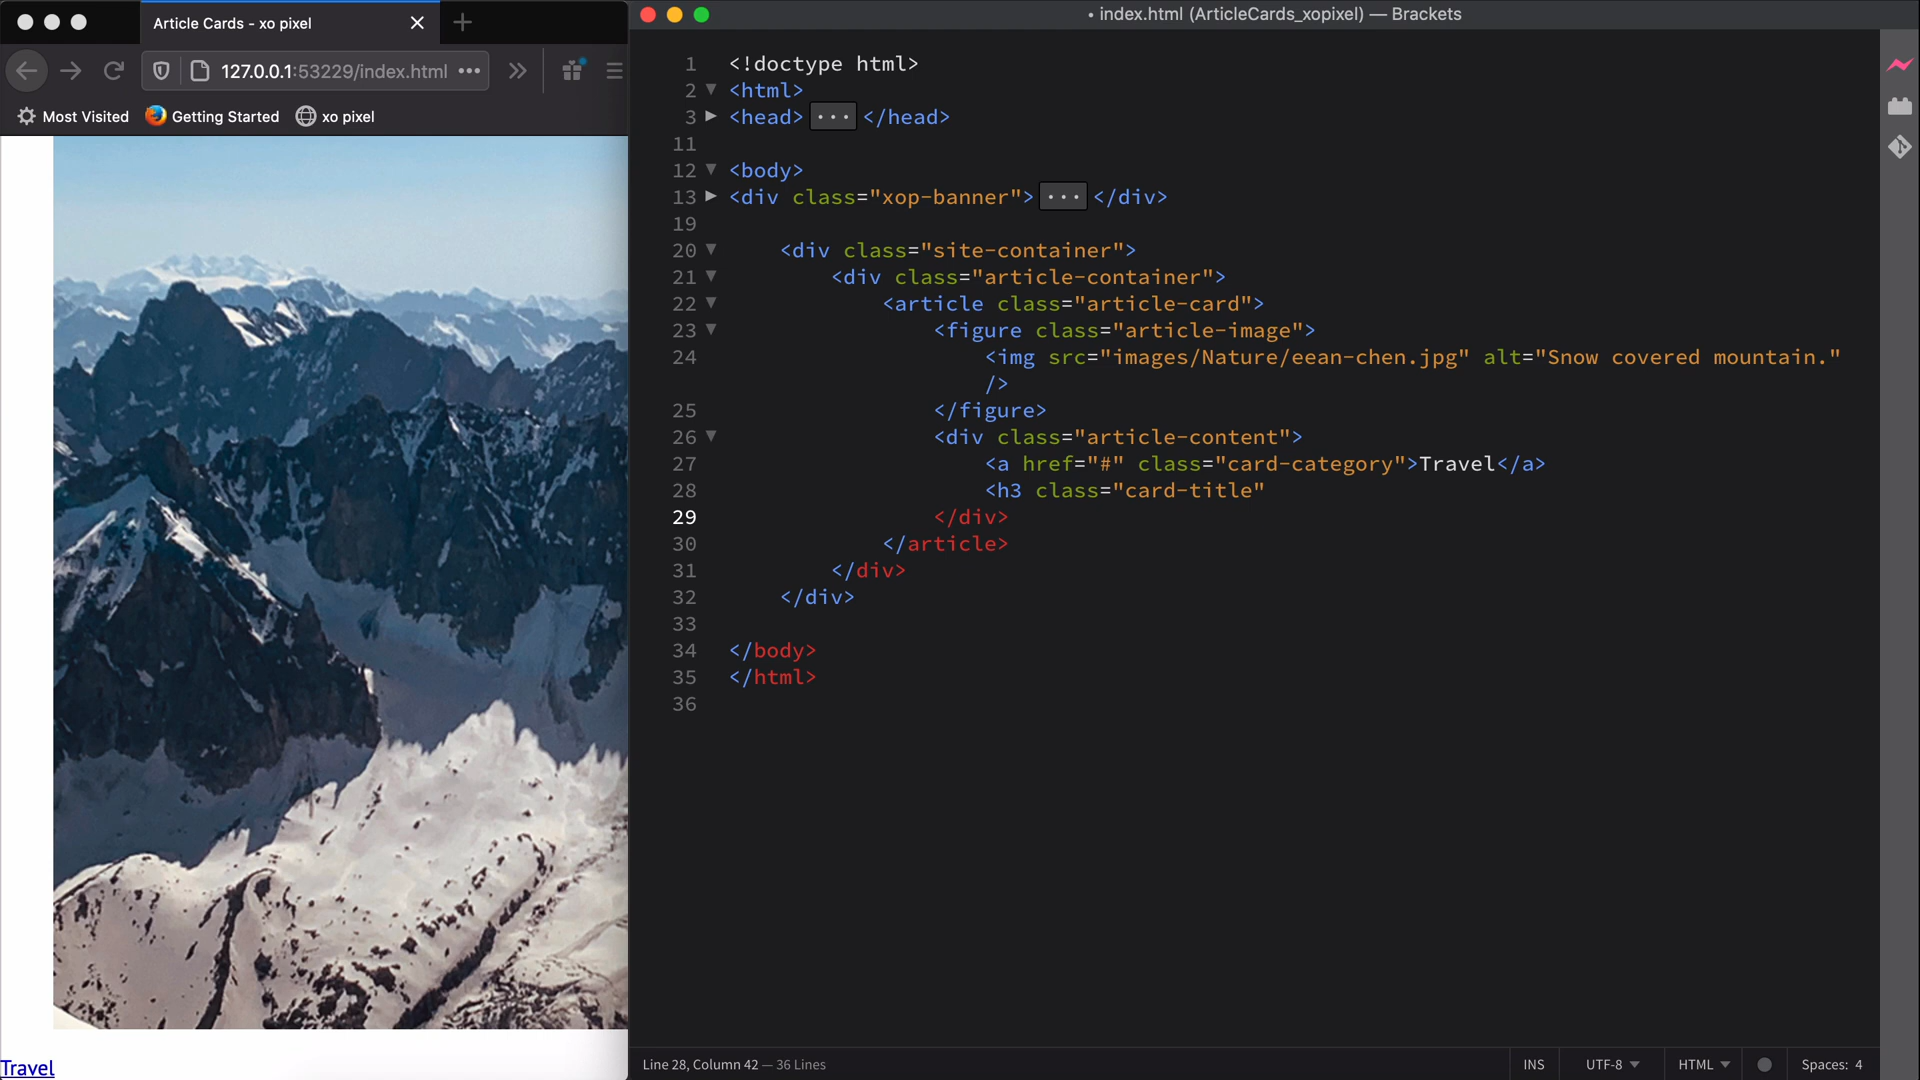 Article Cards - xo pixel
127.0.0.1:53229/index.html
Most Visited
Getting Started
xo pixel
Travel
• index.html (ArticleCards_xopixel) — Brackets
1 <!doctype html>
2 <html>
3 <head> ... </head>
11
12 <body>
13 <div class="xop-banner"> ... </div>
19
20 <div class="site-container">
21 <div class="article-container">
22 <article class="article-card">
23 <figure class="article-image">
24 <img src="images/Nature/eean-chen.jpg" alt="Snow covered mountain."
/>
25 </figure>
26 <div class="article-content">
27 <a href="#" class="card-category">Travel</a>
28 <h3 class="card-title"
29 </div>
30 </article>
31 </div>
32 </div>
33
34 </body>
35 </html>
36
Line 28, Column 42 — 36 Lines
INS
UTF-8
HTML
Spaces: 4